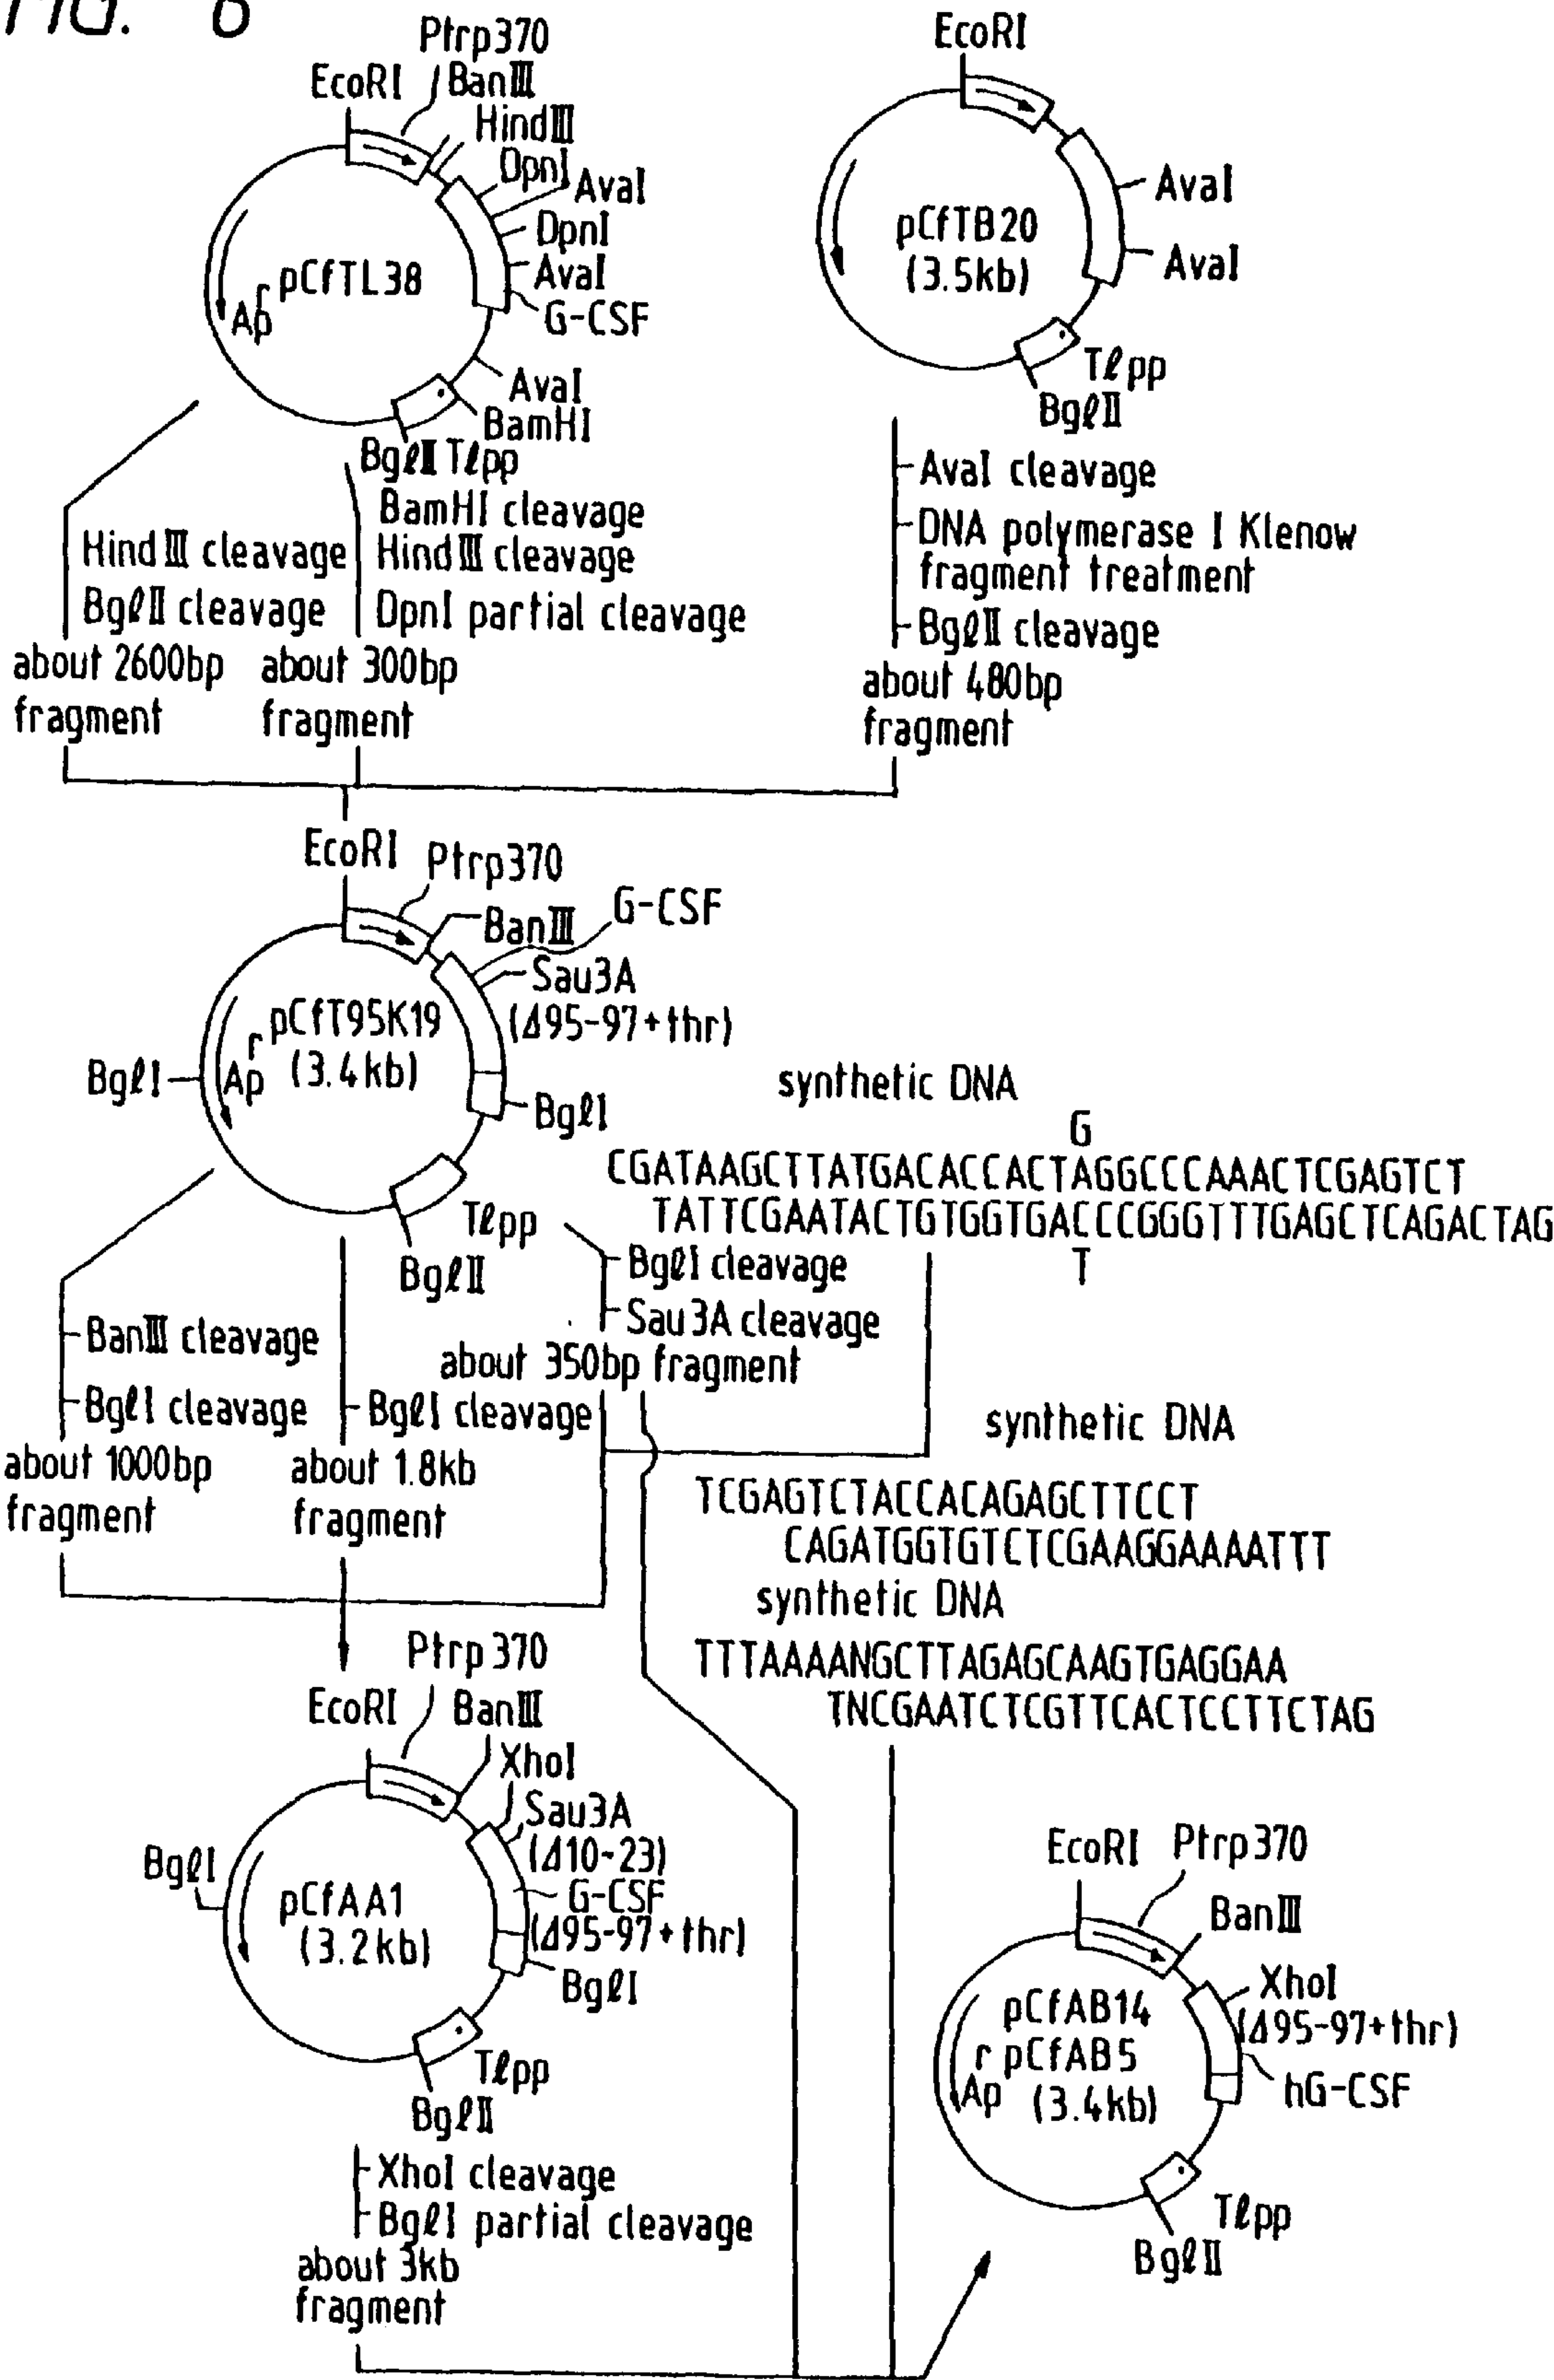 FIG. 6
Ptrp370
EcoRI
BanIII
HindIII
DpnI
AvaI
DpnI
AvaI
G-CSF
pCfTL38
Apr
AvaI
BamHI
BglII Tlpp
EcoRI
AvaI
AvaI
pCfTB20
(3.5kb)
Tlpp
BglII
HindIII cleavage
BglII cleavage
about 2600bp
fragment
BamHI cleavage
HindIII cleavage
DpnI partial cleavage
about 300bp
fragment
AvaI cleavage
DNA polymerase I Klenow
fragment treatment
BglII cleavage
about 480bp
fragment
EcoRI
Ptrp370
BanIII
G-CSF
Sau3A
(Δ95-97+thr)
pCfT95K19
(3.4kb)
Apr
BglI
BglI
Tlpp
BglII
synthetic DNA
G
CGATAAGCTTATGACACCACTAGGCCCAAACTCGAGTCT
TATTCGAATACTGTGGTGACCCGGGTTTGAGCTCAGACTAG
T
BanIII cleavage
BglI cleavage
about 1000bp
fragment
BglI cleavage
about 1.8kb
fragment
BglI cleavage
Sau3A cleavage
about 350bp fragment
synthetic DNA
TCGAGTCTACCACAGAGCTTCCT
CAGATGGTGTCTCGAAGGAAAATTT
synthetic DNA
TTTAAAANGCTTAGAGCAAGTGAGGAA
TNCGAATCTCGTTCACTCCTTCTAG
Ptrp370
EcoRI
BanIII
XhoI
Sau3A
(Δ10-23)
G-CSF
(Δ95-97+thr)
BglI
BglI
pCfAA1
(3.2kb)
Tlpp
BglII
XhoI cleavage
BglI partial cleavage
about 3kb
fragment
EcoRI
Ptrp370
BanIII
XhoI
(Δ95-97+thr)
hG-CSF
pCfAB14
pCfAB5
(3.4kb)
Apr
Tlpp
BglII